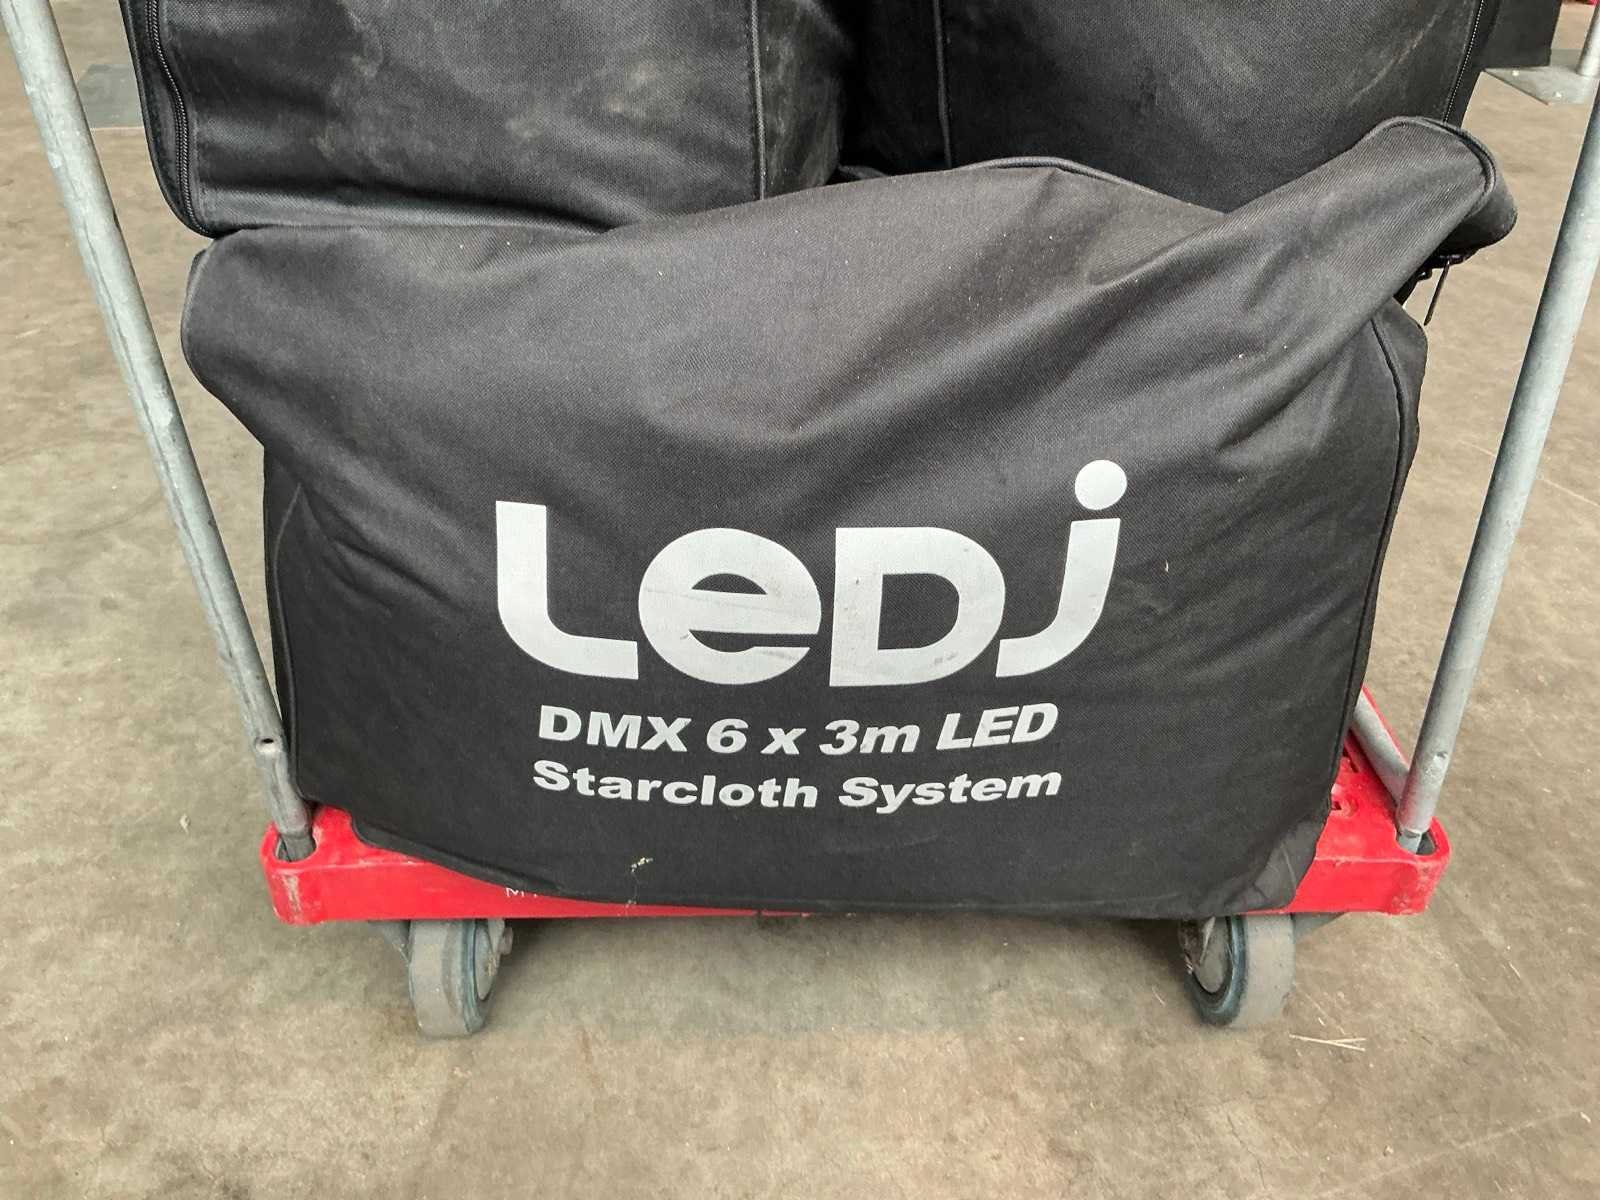 LeDj
DMX 6 x 3m LED
Starcloth System